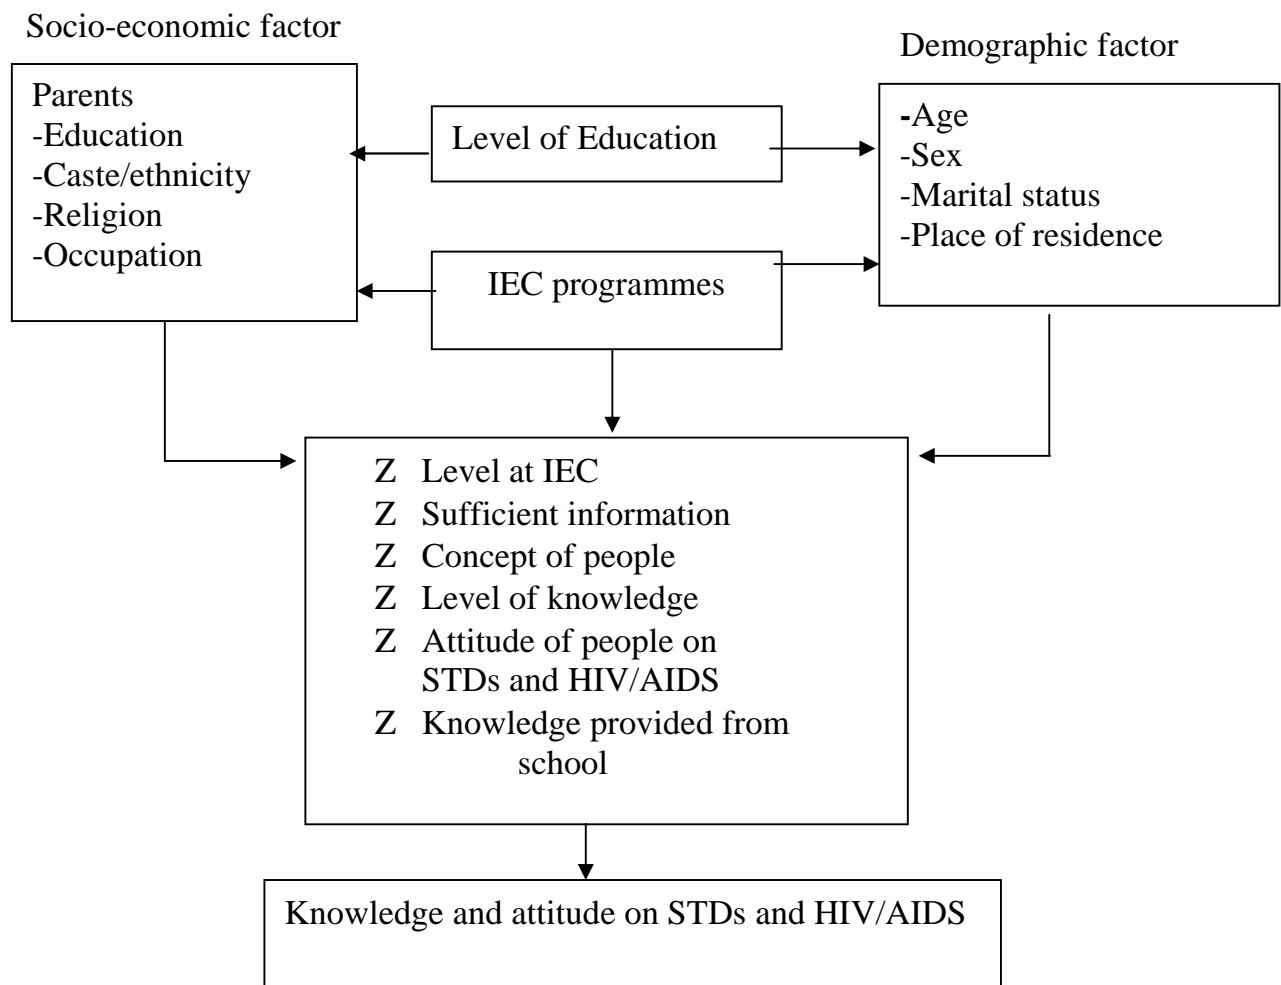 Socio-economic factor
Demographic factor
Parents
-Education
-Caste/ethnicity
-Religion
-Occupation
Level of Education
-Age
-Sex
-Marital status
-Place of residence
IEC programmes
Z Level at IEC
Z Sufficient information
Z Concept of people
Z Level of knowledge
Z Attitude of people on
STDs and HIV/AIDS
Z Knowledge provided from
school
Knowledge and attitude on STDs and HIV/AIDS